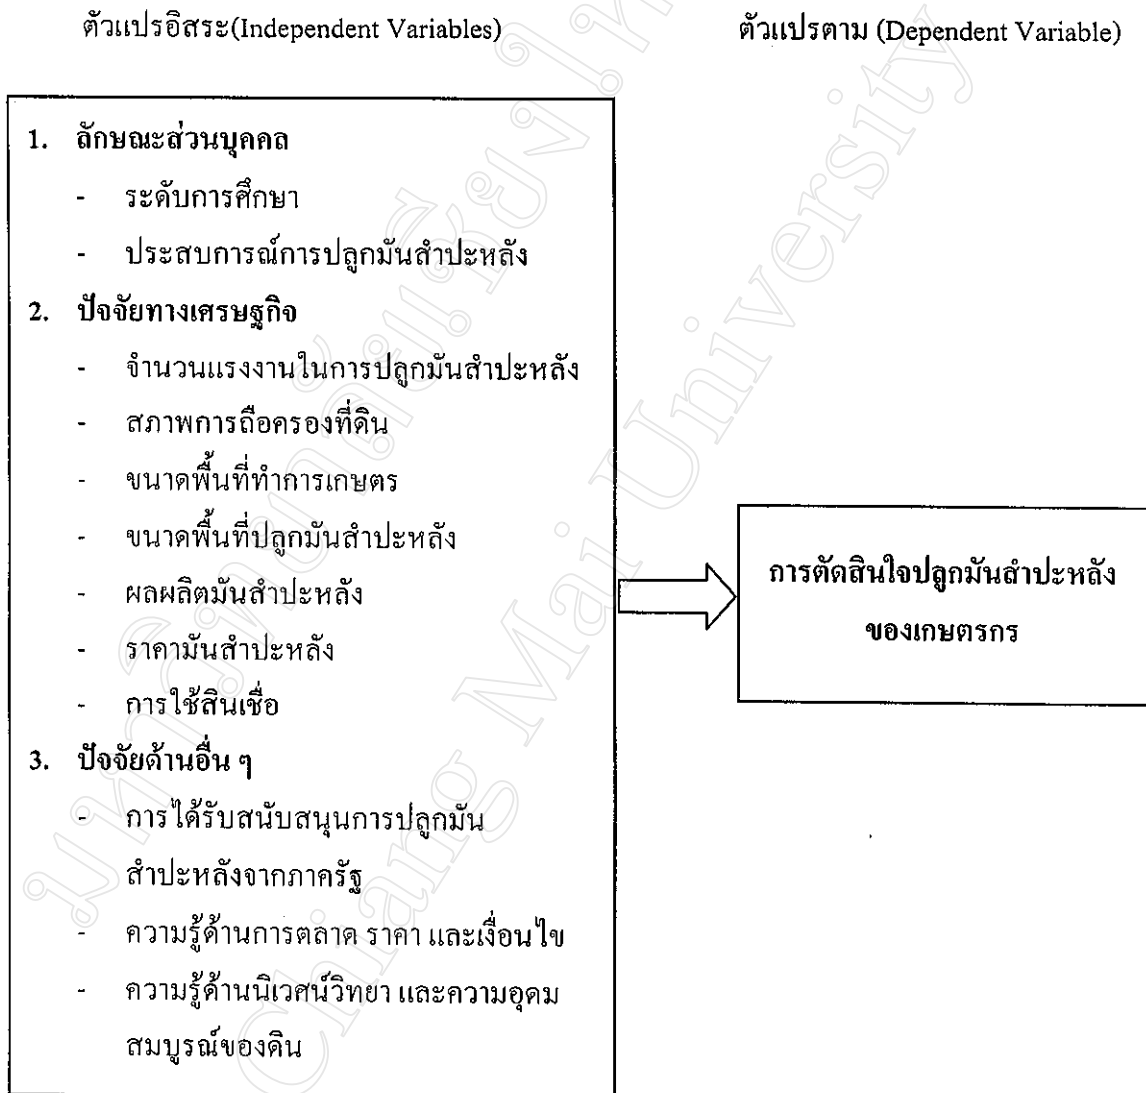 ตัวแปรอิสระ(Independent Variables)
ตัวแปรตาม (Dependent Variable)
1. ลักษณะส่วนบุคคล
- ระดับการศึกษา
- ประสบการณ์การปลูกมันสำปะหลัง
2. ปัจจัยทางเศรษฐกิจ
- จำนวนแรงงานในการปลูกมันสำปะหลัง
- สภาพการถือครองที่ดิน
- ขนาดพื้นที่ทำการเกษตร
- ขนาดพื้นที่ปลูกมันสำปะหลัง
- ผลผลิตมันสำปะหลัง
- ราคามันสำปะหลัง
- การใช้สินเชื่อ
3. ปัจจัยด้านอื่น ๆ
- การได้รับสนับสนุนการปลูกมัน
สำปะหลังจากภาครัฐ
- ความรู้ด้านการตลาด ราคา และเงื่อนไข
- ความรู้ด้านนิเวศน์วิทยา และความอุดม
สมบูรณ์ของดิน
การตัดสินใจปลูกมันสำปะหลัง
ของเกษตรกร
Chiang Mai University